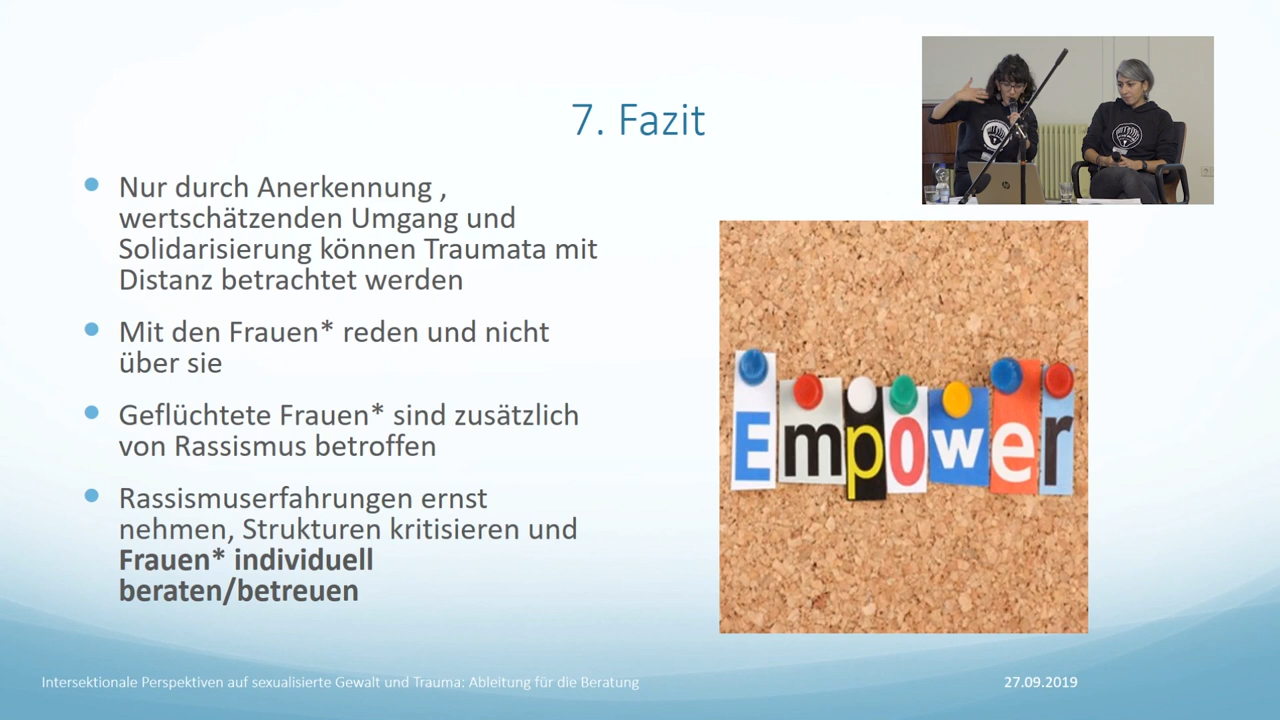 7. Fazit
Nur durch Anerkennung ,
wertschätzenden Umgang und
Solidarisierung können Traumata mit
Distanz betrachtet werden
Mit den Frauen* reden und nicht
über sie
Geflüchtete Frauen* sind zusätzlich
von Rassismus betroffen
Rassismuserfahrungen ernst
nehmen, Strukturen kritisieren und
Frauen* individuell
beraten/betreuen
Empower
Intersektionale Perspektiven auf sexualisierte Gewalt und Trauma: Ableitung für die Beratung
27.09.2019